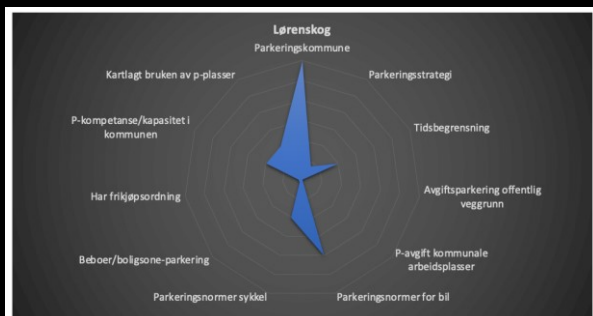 Lørenskog
Parkeringskommune
Kartlagt bruken av p-plasser
Parkeringsstrategi
P-kompetanse/kapasitet i
kommunen
Tidsbegrensning
Har frikjøpsordning
Avgiftsparkering offentlig
veggrunn
Beboer/boligsone-parkering
P-avgift kommunale
arbeidsplasser
Parkeringsnormer sykkel
Parkeringsnormer for bil